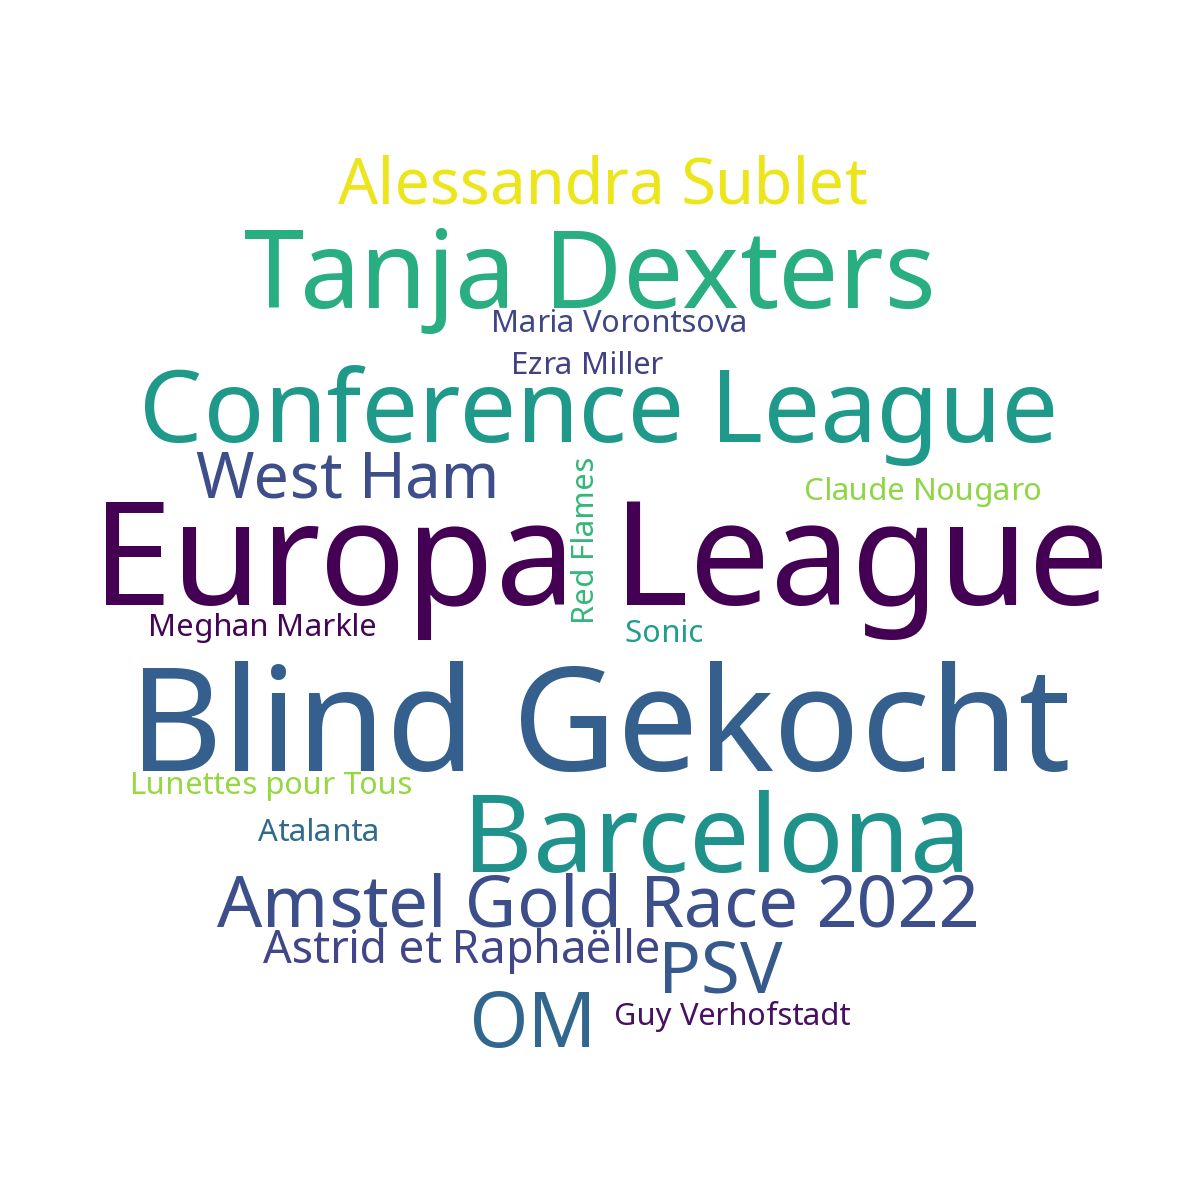 Alessandra Sublet
Tanja Dexters
Maria Vorontsova
Ezra Miller
Conference League
West Ham
Red Flames
Claude Nougaro
Europa League
Meghan Markle
Sonic
Blind Gekocht
Lunettes pour Tous
Barcelona
Atalanta
Amstel Gold Race 2022
Astrid et Raphaëlle
PSV
OM
Guy Verhofstadt